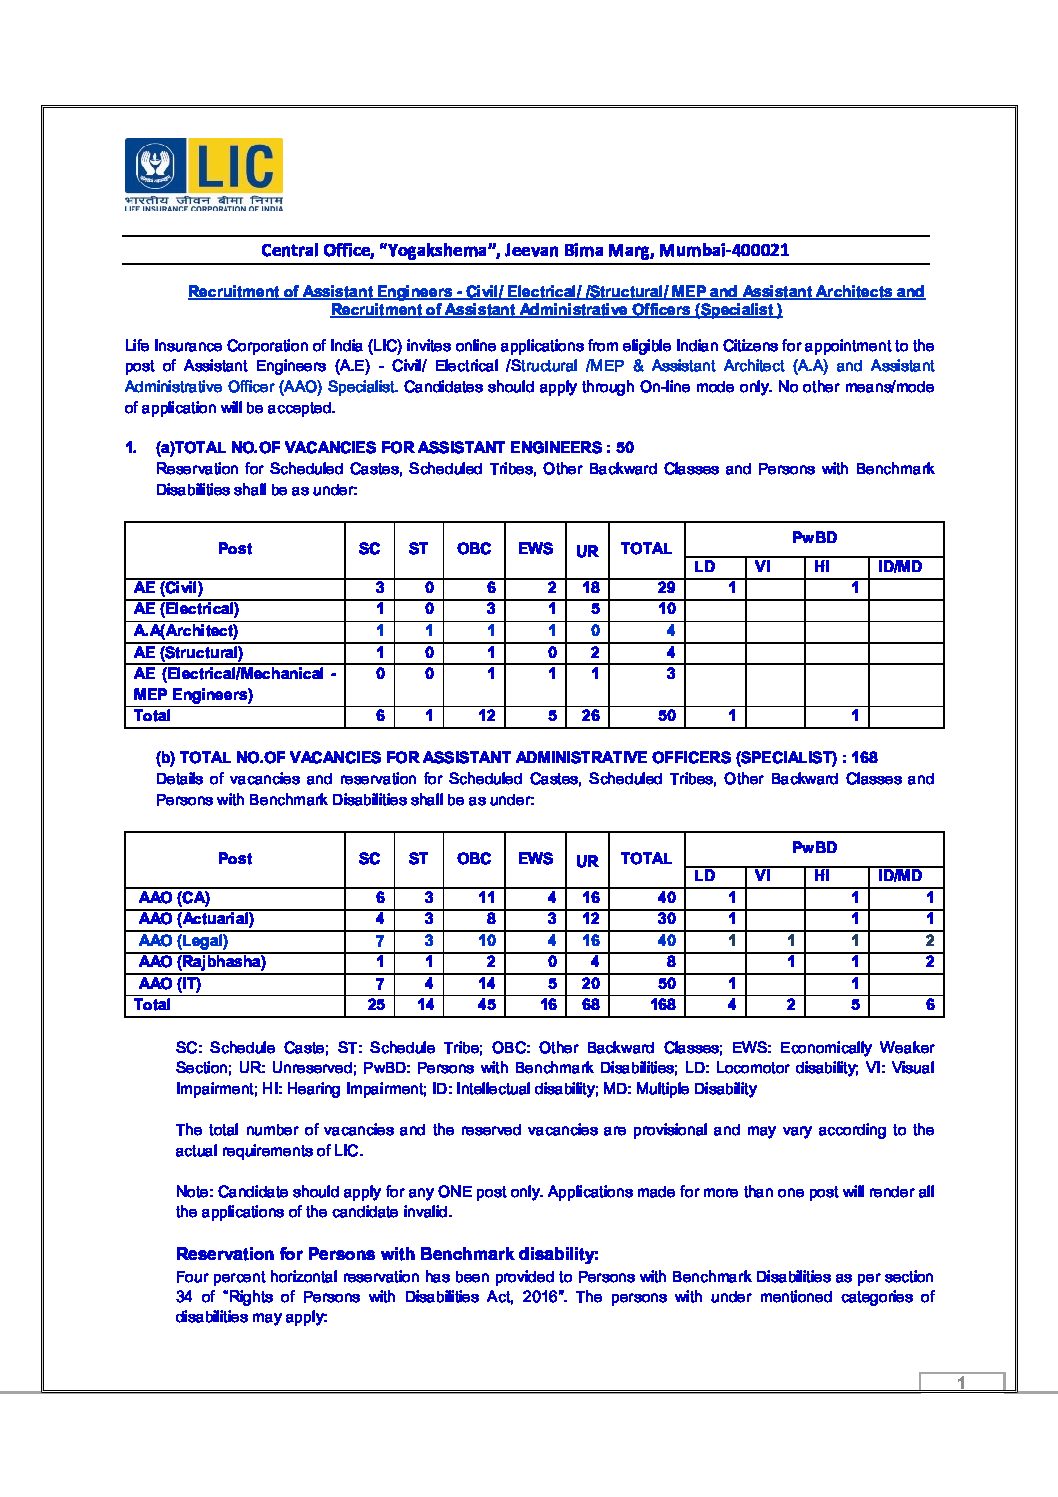 LIC
भारतीय जीवन बीमा निगम
LIFE INSURANCE CORPORATION OF INDIA
Central Office, “Yogakshema”, Jeevan Bima Marg, Mumbai-400021
Recruitment of Assistant Engineers - Civil/ Electrical/ /Structural/ MEP and Assistant Architects and
Recruitment of Assistant Administrative Officers (Specialist )
Life Insurance Corporation of India (LIC) invites online applications from eligible Indian Citizens for appointment to the
post of Assistant Engineers (A.E) - Civil/ Electrical /Structural /MEP & Assistant Architect (A.A) and Assistant
Administrative Officer (AAO) Specialist. Candidates should apply through On-line mode only. No other means/mode
of application will be accepted.
1. (a)TOTAL NO.OF VACANCIES FOR ASSISTANT ENGINEERS : 50
Reservation for Scheduled Castes, Scheduled Tribes, Other Backward Classes and Persons with Benchmark
Disabilities shall be as under:
Post SC ST OBC EWS UR TOTAL PwBD
LD VI HI ID/MD
AE (Civil) 3 0 6 2 18 29 1 1
AE (Electrical) 1 0 3 1 5 10
A.A(Architect) 1 1 1 1 0 4
AE (Structural) 1 0 1 0 2 4
AE (Electrical/Mechanical - 0 0 1 1 1 3
MEP Engineers)
Total 6 1 12 5 26 50 1 1
(b) TOTAL NO.OF VACANCIES FOR ASSISTANT ADMINISTRATIVE OFFICERS (SPECIALIST) : 168
Details of vacancies and reservation for Scheduled Castes, Scheduled Tribes, Other Backward Classes and
Persons with Benchmark Disabilities shall be as under:
Post SC ST OBC EWS UR TOTAL PwBD
LD VI HI ID/MD
AAO (CA) 6 3 11 4 16 40 1 1 1
AAO (Actuarial) 4 3 8 3 12 30 1 1 1
AAO (Legal) 7 3 10 4 16 40 1 1 1 2
AAO (Rajbhasha) 1 1 2 0 4 8 1 1 2
AAO (IT) 7 4 14 5 20 50 1 1
Total 25 14 45 16 68 168 4 2 5 6
SC: Schedule Caste; ST: Schedule Tribe; OBC: Other Backward Classes; EWS: Economically Weaker
Section; UR: Unreserved; PwBD: Persons with Benchmark Disabilities; LD: Locomotor disability; VI: Visual
Impairment; HI: Hearing Impairment; ID: Intellectual disability; MD: Multiple Disability
The total number of vacancies and the reserved vacancies are provisional and may vary according to the
actual requirements of LIC.
Note: Candidate should apply for any ONE post only. Applications made for more than one post will render all
the applications of the candidate invalid.
Reservation for Persons with Benchmark disability:
Four percent horizontal reservation has been provided to Persons with Benchmark Disabilities as per section
34 of “Rights of Persons with Disabilities Act, 2016”. The persons with under mentioned categories of
disabilities may apply:
1